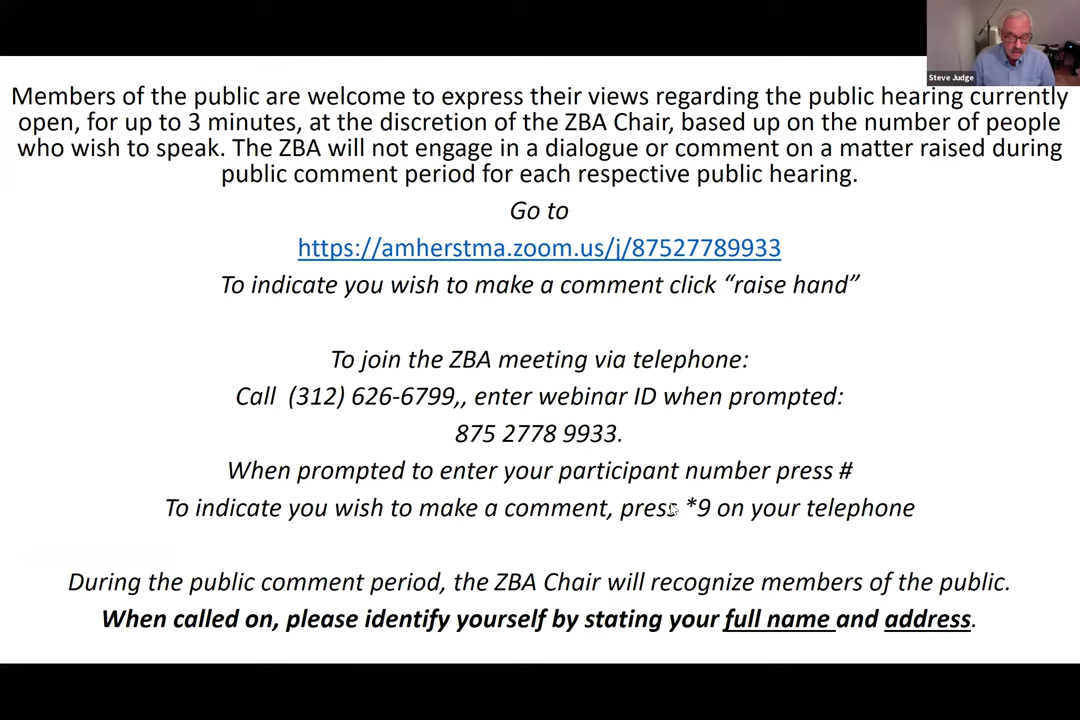 Steve Judge
Members of the public are welcome to express their views regarding the public hearing currently
open, for up to 3 minutes, at the discretion of the ZBA Chair, based up on the number of people
who wish to speak. The ZBA will not engage in a dialogue or comment on a matter raised during
public comment period for each respective public hearing.
Go to
https://amherstma.zoom.us/j/87527789933
To indicate you wish to make a comment click “raise hand”
To join the ZBA meeting via telephone:
Call (312) 626-6799,, enter webinar ID when prompted:
875 2778 9933.
When prompted to enter your participant number press #
To indicate you wish to make a comment, press *9 on your telephone
During the public comment period, the ZBA Chair will recognize members of the public.
When called on, please identify yourself by stating your full name and address.